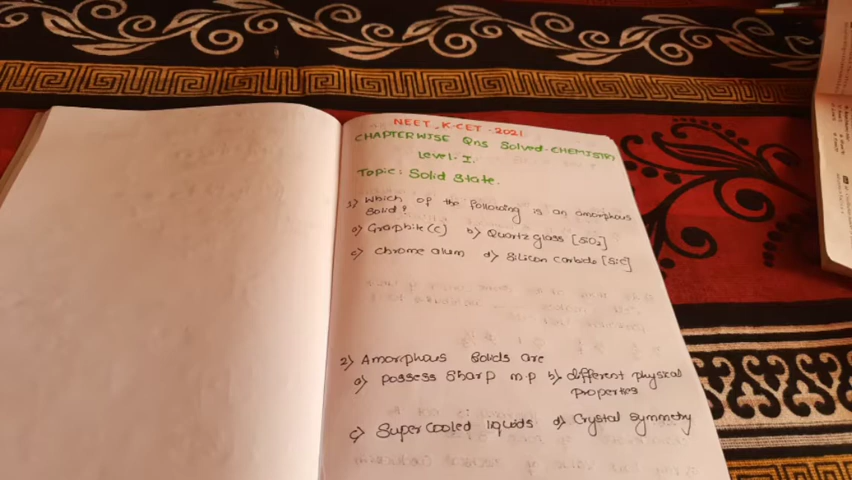 NEET, K-CET-2021
CHAPTERWISE Qns Solved-CHEMISTRY
Level-I.
Topic: Solid State.
1) Which of the following is an amorphous
Solid?
a) Graphite(C) b) Quartz glass [SiO2]
c) chrome alum d) Silicon Carbide [SiC]
2) Amorphous Solids are
a) possess Sharp m.p b) different physical
properties
c) Super Cooled liquids d) Crystal Symmetry